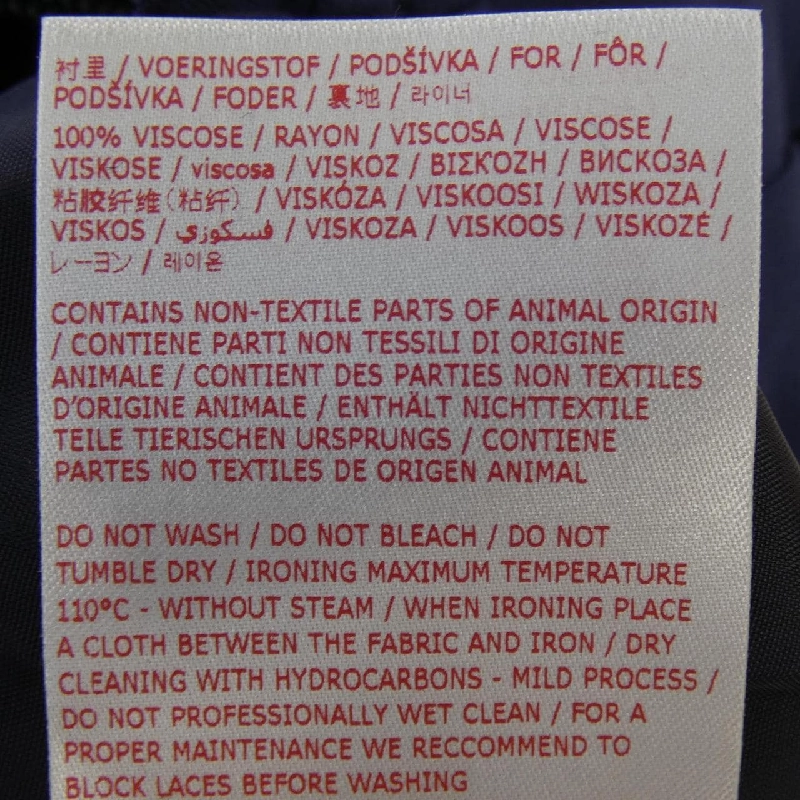 衬里 / VOERINGSTOF / PODŠÍVKA / FOR / FÔR /
PODŠÍVKA / FODER / 裏地 / 라이너
100% VISCOSE / RAYON / VISCOSA / VISCOSE /
VISKOSE / viscosa / VISKOZ / ΒΙΣΚΌΖΗ / ВИСКОЗА /
粘胶纤维(粘纤) / VISKÓZA / VISKOOSI / WISKOZA /
VISKOS / فسكوزي / VISKOZA / VISKOOS / VISKOZĖ /
レーヨン / 레이온
CONTAINS NON-TEXTILE PARTS OF ANIMAL ORIGIN
/ CONTIENE PARTI NON TESSILI DI ORIGINE
ANIMALE / CONTIENT DES PARTIES NON TEXTILES
D'ORIGINE ANIMALE / ENTHÄLT NICHTTEXTILE
TEILE TIERISCHEN URSPRUNGS / CONTIENE
PARTES NO TEXTILES DE ORIGEN ANIMAL
DO NOT WASH / DO NOT BLEACH / DO NOT
TUMBLE DRY / IRONING MAXIMUM TEMPERATURE
110°C - WITHOUT STEAM / WHEN IRONING PLACE
A CLOTH BETWEEN THE FABRIC AND IRON / DRY
CLEANING WITH HYDROCARBONS - MILD PROCESS /
DO NOT PROFESSIONALLY WET CLEAN / FOR A
PROPER MAINTENANCE WE RECCOMMEND TO
BLOCK LACES BEFORE WASHING